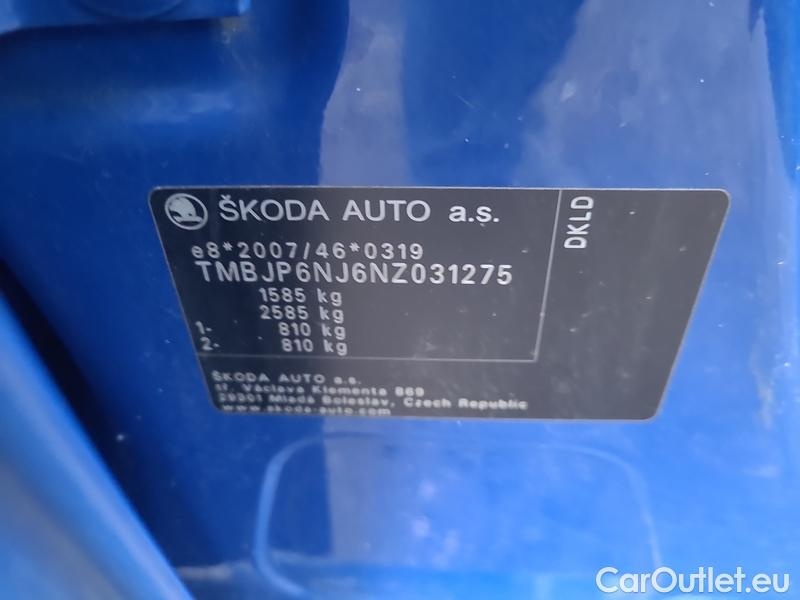 ŠKODA AUTO a.s.
DKLD
e8*2007/46*0319
TMBJP6NJ6NZ031275
1585 kg
2585 kg
1- 810 kg
2- 810 kg
ŠKODA AUTO a.s.
tř. Václava Klementa 869
29301 Mladá Boleslav, Czech Republic
www.skoda-auto.com
CarOutlet.eu